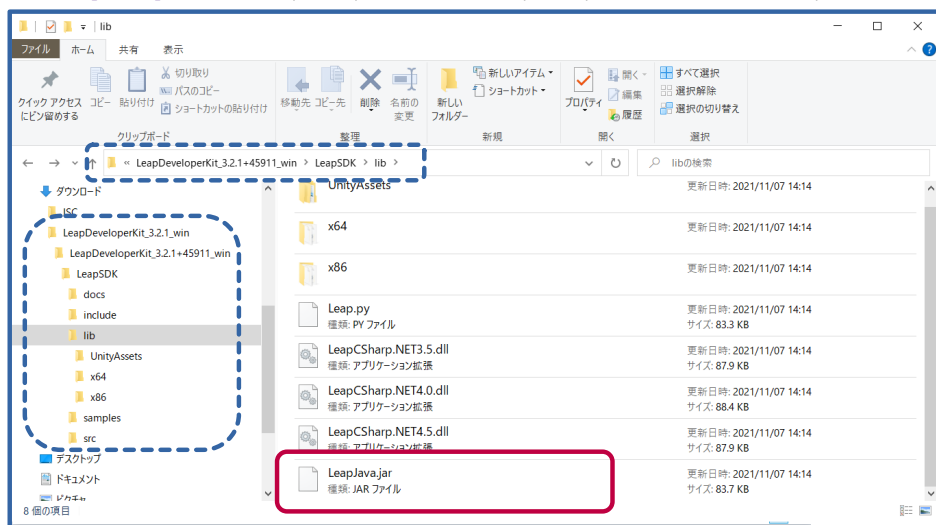 lib
ファイル ホーム 共有 表示
クイック アクセス
にピン留めする
コピー
貼り付け
切り取り
パスのコピー
ショートカットの貼り付け
移動先
コピー先
削除
名前の
変更
新しい
フォルダー
新しいアイテム
ショートカット
プロパティ
開く
編集
履歴
すべて選択
選択解除
選択の切り替え
クリップボード 整理 新規 開く 選択
« LeapDeveloperKit_3.2.1+45911_win > LeapSDK > lib >
libの検索
ダウンロード
ISC
LeapDeveloperKit_3.2.1_win
LeapDeveloperKit_3.2.1+45911_win
LeapSDK
docs
include
lib
UnityAssets
x64
x86
samples
src
デスクトップ
ドキュメント
ピクチャ
UnityAssets 更新日時: 2021/11/07 14:14
x64 更新日時: 2021/11/07 14:14
x86 更新日時: 2021/11/07 14:14
Leap.py 更新日時: 2021/11/07 14:14
種類: PY ファイル サイズ: 83.3 KB
LeapCSharp.NET3.5.dll 更新日時: 2021/11/07 14:14
種類: アプリケーション拡張 サイズ: 87.9 KB
LeapCSharp.NET4.0.dll 更新日時: 2021/11/07 14:14
種類: アプリケーション拡張 サイズ: 88.4 KB
LeapCSharp.NET4.5.dll 更新日時: 2021/11/07 14:14
種類: アプリケーション拡張 サイズ: 87.9 KB
LeapJava.jar 更新日時: 2021/11/07 14:14
種類: JAR ファイル サイズ: 83.7 KB
8 個の項目